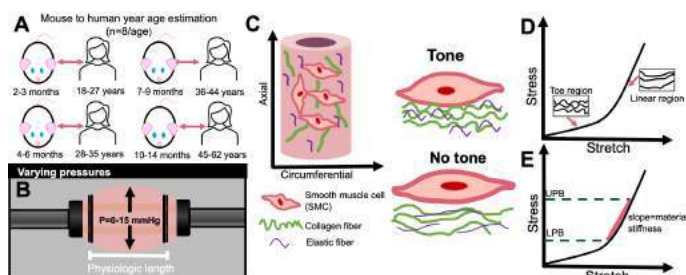 A
Mouse to human year age estimation
(n=8/age)
2-3 months
18-27 years
7-9 months
36-44 years
4-6 months
28-35 years
10-14 months
45-62 years
Varying pressures
B
P=0-15 mmHg
Physiologic length
C
Axial
Circumferential
Smooth muscle cell
(SMC)
Collagen fiber
Elastic fiber
Tone
No tone
D
Stress
Toe region
Linear region
Stretch
E
Stress
UPB
LPB
slope=material
stiffness
Stretch